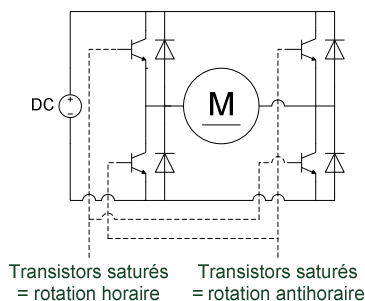 DC
M
Transistors saturés
= rotation horaire
Transistors saturés
= rotation antihoraire